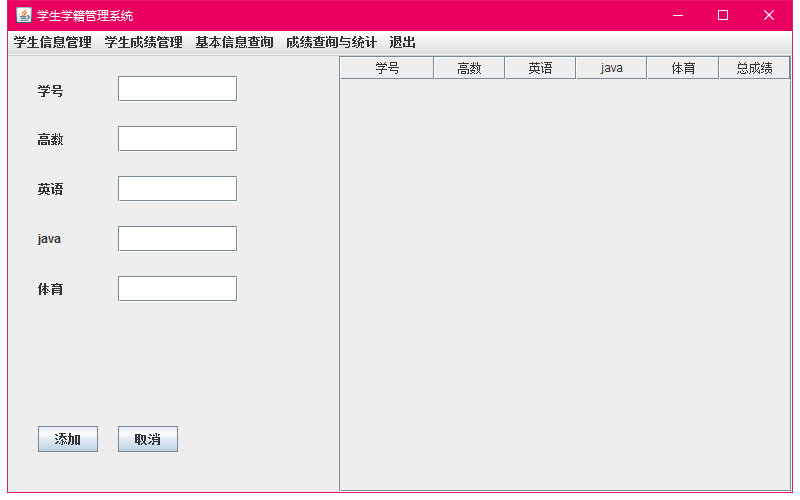 学生学籍管理系统
学生信息管理 学生成绩管理 基本信息查询 成绩查询与统计 退出
学号 高数 英语 java 体育 总成绩
学号
高数
英语
java
体育
添加 取消